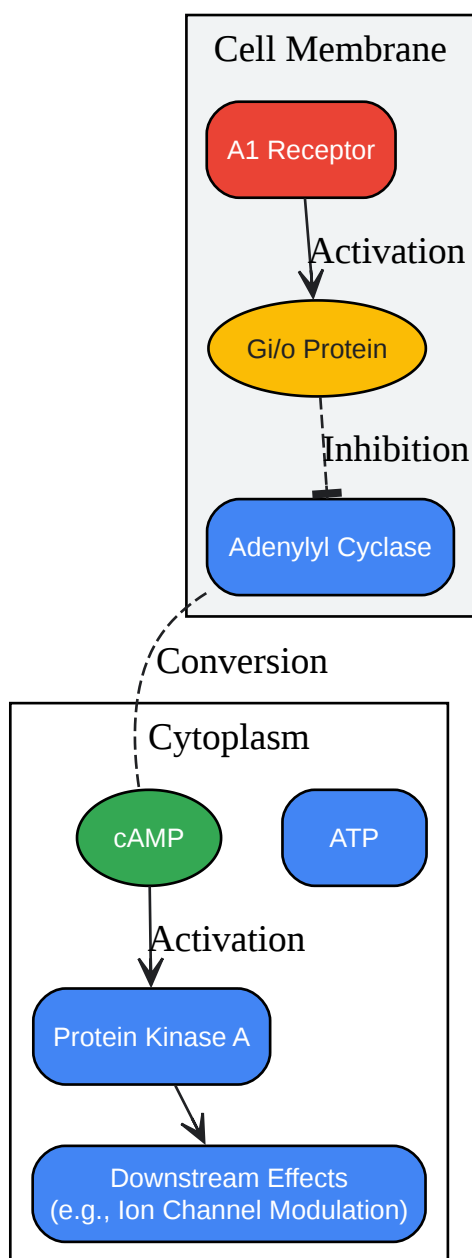 Cell Membrane
A1 Receptor
Activation
Gi/o Protein
Inhibition
Adenylyl Cyclase
Conversion
Cytoplasm
cAMP
ATP
Activation
Protein Kinase A
Downstream Effects
(e.g., Ion Channel Modulation)